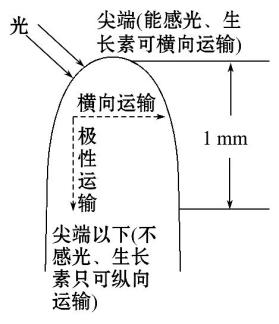 光
尖端(能感光、生
长素可横向运输)
横向运输
极性运输
1 mm
尖端以下(不
感光、生长
素只可纵向
运输)